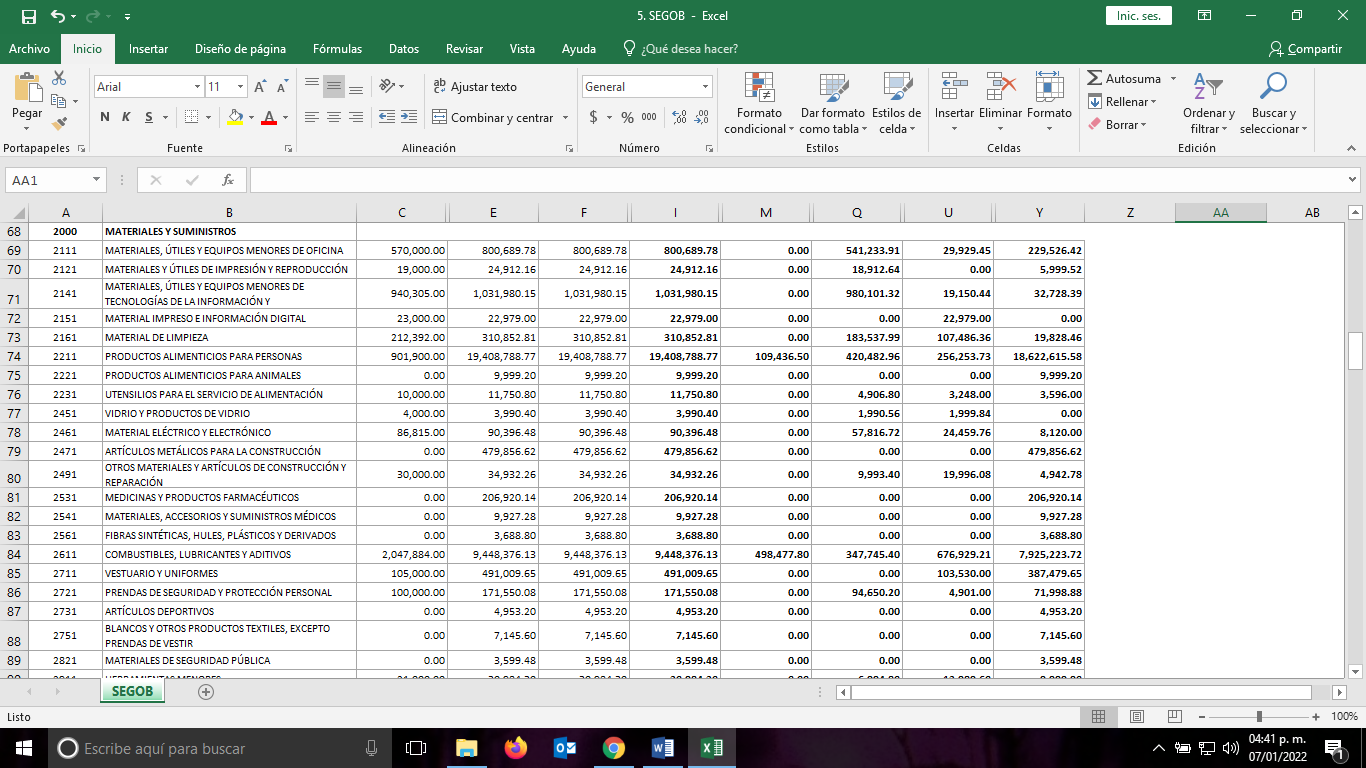 5. SEGOB - Excel
Inic. ses.
Archivo Inicio Insertar Diseño de página Fórmulas Datos Revisar Vista Ayuda ¿Qué desea hacer? Compartir
Pegar
Arial 11
Ajustar texto
General
Formato condicional
Dar formato como tabla
Estilos de celda
Insertar Eliminar Formato
Autosuma
Rellenar
Borrar
Ordenar y filtrar
Buscar y seleccionar
N K S
Combinar y centrar
$ % 000
Portapapeles Fuente Alineación Número Estilos Celdas Edición
AA1 fx
A B C E F I M Q U Y Z AA AB
68 2000 MATERIALES Y SUMINISTROS
69 2111 MATERIALES, ÚTILES Y EQUIPOS MENORES DE OFICINA 570,000.00 800,689.78 800,689.78 800,689.78 0.00 541,233.91 29,929.45 229,526.42
70 2121 MATERIALES Y ÚTILES DE IMPRESIÓN Y REPRODUCCIÓN 19,000.00 24,912.16 24,912.16 24,912.16 0.00 18,912.64 0.00 5,999.52
71 2141 MATERIALES, ÚTILES Y EQUIPOS MENORES DE
TECNOLOGÍAS DE LA INFORMACIÓN Y 940,305.00 1,031,980.15 1,031,980.15 1,031,980.15 0.00 980,101.32 19,150.44 32,728.39
72 2151 MATERIAL IMPRESO E INFORMACIÓN DIGITAL 23,000.00 22,979.00 22,979.00 22,979.00 0.00 0.00 22,979.00 0.00
73 2161 MATERIAL DE LIMPIEZA 212,392.00 310,852.81 310,852.81 310,852.81 0.00 183,537.99 107,486.36 19,828.46
74 2211 PRODUCTOS ALIMENTICIOS PARA PERSONAS 901,900.00 19,408,788.77 19,408,788.77 19,408,788.77 109,436.50 420,482.96 256,253.73 18,622,615.58
75 2221 PRODUCTOS ALIMENTICIOS PARA ANIMALES 0.00 9,999.20 9,999.20 9,999.20 0.00 0.00 0.00 9,999.20
76 2231 UTENSILIOS PARA EL SERVICIO DE ALIMENTACIÓN 10,000.00 11,750.80 11,750.80 11,750.80 0.00 4,906.80 3,248.00 3,596.00
77 2451 VIDRIO Y PRODUCTOS DE VIDRIO 4,000.00 3,990.40 3,990.40 3,990.40 0.00 1,990.56 1,999.84 0.00
78 2461 MATERIAL ELÉCTRICO Y ELECTRÓNICO 86,815.00 90,396.48 90,396.48 90,396.48 0.00 57,816.72 24,459.76 8,120.00
79 2471 ARTÍCULOS METÁLICOS PARA LA CONSTRUCCIÓN 0.00 479,856.62 479,856.62 479,856.62 0.00 0.00 0.00 479,856.62
80 2491 OTROS MATERIALES Y ARTÍCULOS DE CONSTRUCCIÓN Y
REPARACIÓN 30,000.00 34,932.26 34,932.26 34,932.26 0.00 9,993.40 19,996.08 4,942.78
81 2531 MEDICINAS Y PRODUCTOS FARMACÉUTICOS 0.00 206,920.14 206,920.14 206,920.14 0.00 0.00 0.00 206,920.14
82 2541 MATERIALES, ACCESORIOS Y SUMINISTROS MÉDICOS 0.00 9,927.28 9,927.28 9,927.28 0.00 0.00 0.00 9,927.28
83 2561 FIBRAS SINTÉTICAS, HULES, PLÁSTICOS Y DERIVADOS 0.00 3,688.80 3,688.80 3,688.80 0.00 0.00 0.00 3,688.80
84 2611 COMBUSTIBLES, LUBRICANTES Y ADITIVOS 2,047,884.00 9,448,376.13 9,448,376.13 9,448,376.13 498,477.80 347,745.40 676,929.21 7,925,223.72
85 2711 VESTUARIO Y UNIFORMES 105,000.00 491,009.65 491,009.65 491,009.65 0.00 0.00 103,530.00 387,479.65
86 2721 PRENDAS DE SEGURIDAD Y PROTECCIÓN PERSONAL 100,000.00 171,550.08 171,550.08 171,550.08 0.00 94,650.20 4,901.00 71,998.88
87 2731 ARTÍCULOS DEPORTIVOS 0.00 4,953.20 4,953.20 4,953.20 0.00 0.00 0.00 4,953.20
88 2751 BLANCOS Y OTROS PRODUCTOS TEXTILES, EXCEPTO
PRENDAS DE VESTIR 0.00 7,145.60 7,145.60 7,145.60 0.00 0.00 0.00 7,145.60
89 2821 MATERIALES DE SEGURIDAD PÚBLICA 0.00 3,599.48 3,599.48 3,599.48 0.00 0.00 0.00 3,599.48
SEGOB
Listo 100%
Escribe aquí para buscar
04:41 p. m.
07/01/2022
1